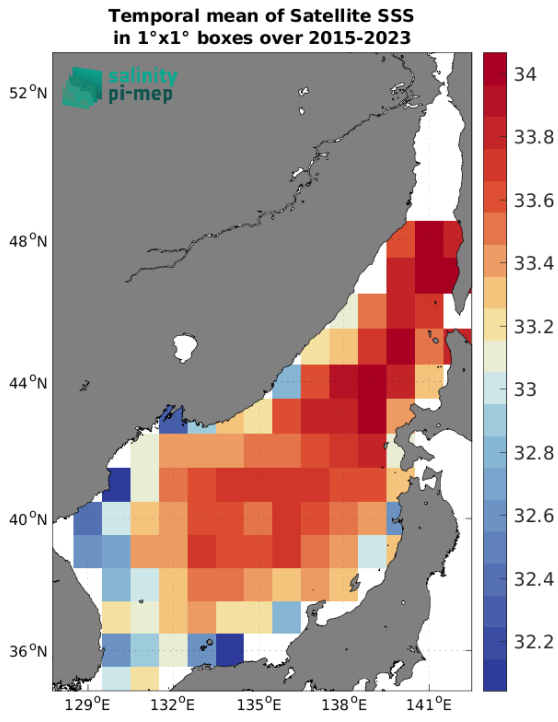 Temporal mean of Satellite SSS
in 1°x1° boxes over 2015-2023
salinity
pi-mep
52°N
48°N
44°N
40°N
36°N
129°E 132°E 135°E 138°E 141°E
34
33.8
33.6
33.4
33.2
33
32.8
32.6
32.4
32.2